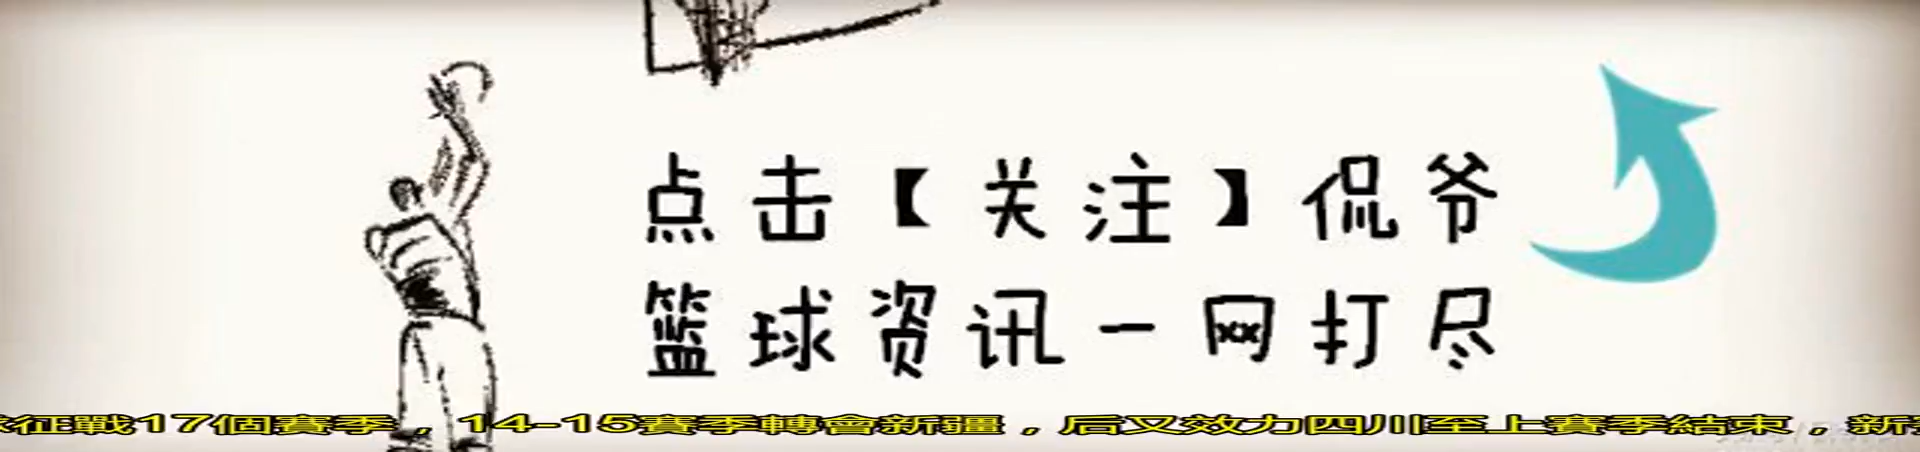 点击【关注】侃爷
篮球资讯一网打尽
征戰17個賽季，14-15賽季轉會新疆，后又效力四川至上賽季結束，新